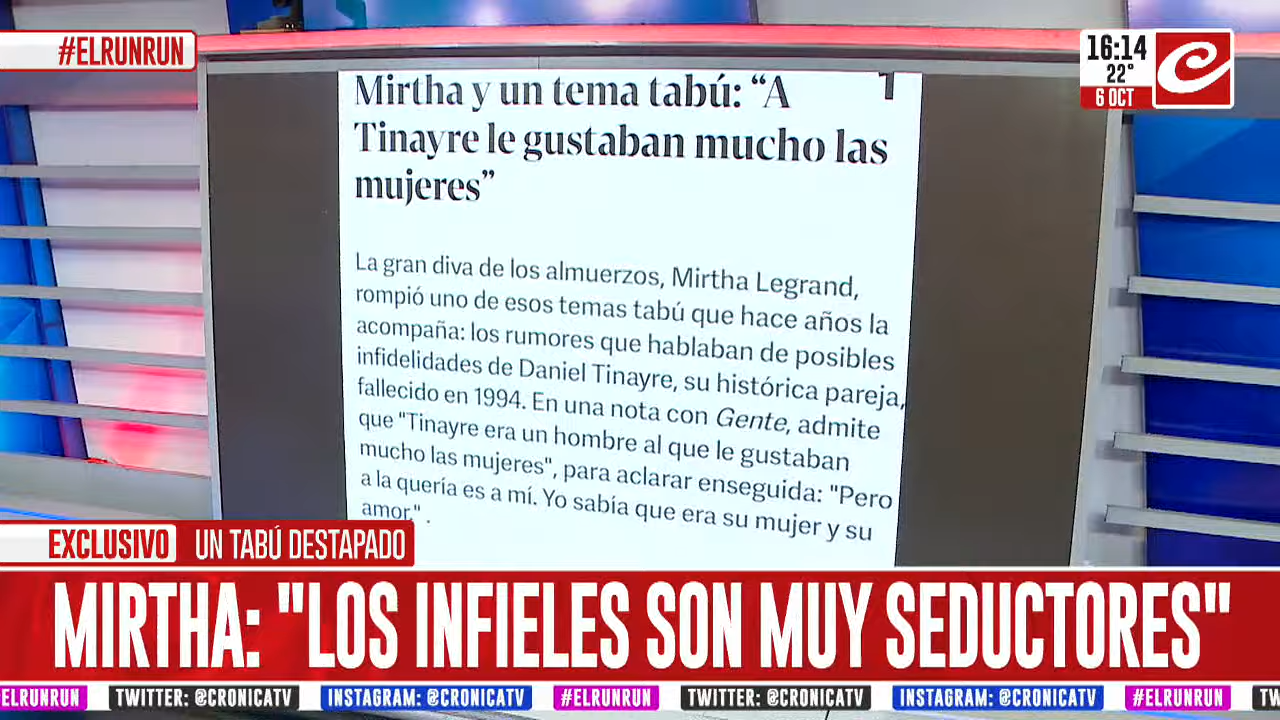 #ELRUNRUN
16:14
22°
6 OCT
Mirtha y un tema tabú: “A
Tinayre le gustaban mucho las
mujeres”
La gran diva de los almuerzos, Mirtha Legrand,
rompió uno de esos temas tabú que hace años la
acompaña: los rumores que hablaban de posibles
infidelidades de Daniel Tinayre, su histórica pareja,
fallecido en 1994. En una nota con Gente, admite
que "Tinayre era un hombre al que le gustaban
mucho las mujeres", para aclarar enseguida: "Pero
a la quería es a mí. Yo sabía que era su mujer y su
amor." .
EXCLUSIVO UN TABÚ DESTAPADO
MIRTHA: "LOS INFIELES SON MUY SEDUCTORES"
#ELRUNRUN TWITTER: @CRONICATV INSTAGRAM: @CRONICATV #ELRUNRUN TWITTER: @CRONICATV INSTAGRAM: @CRONICATV #ELRUNRUN